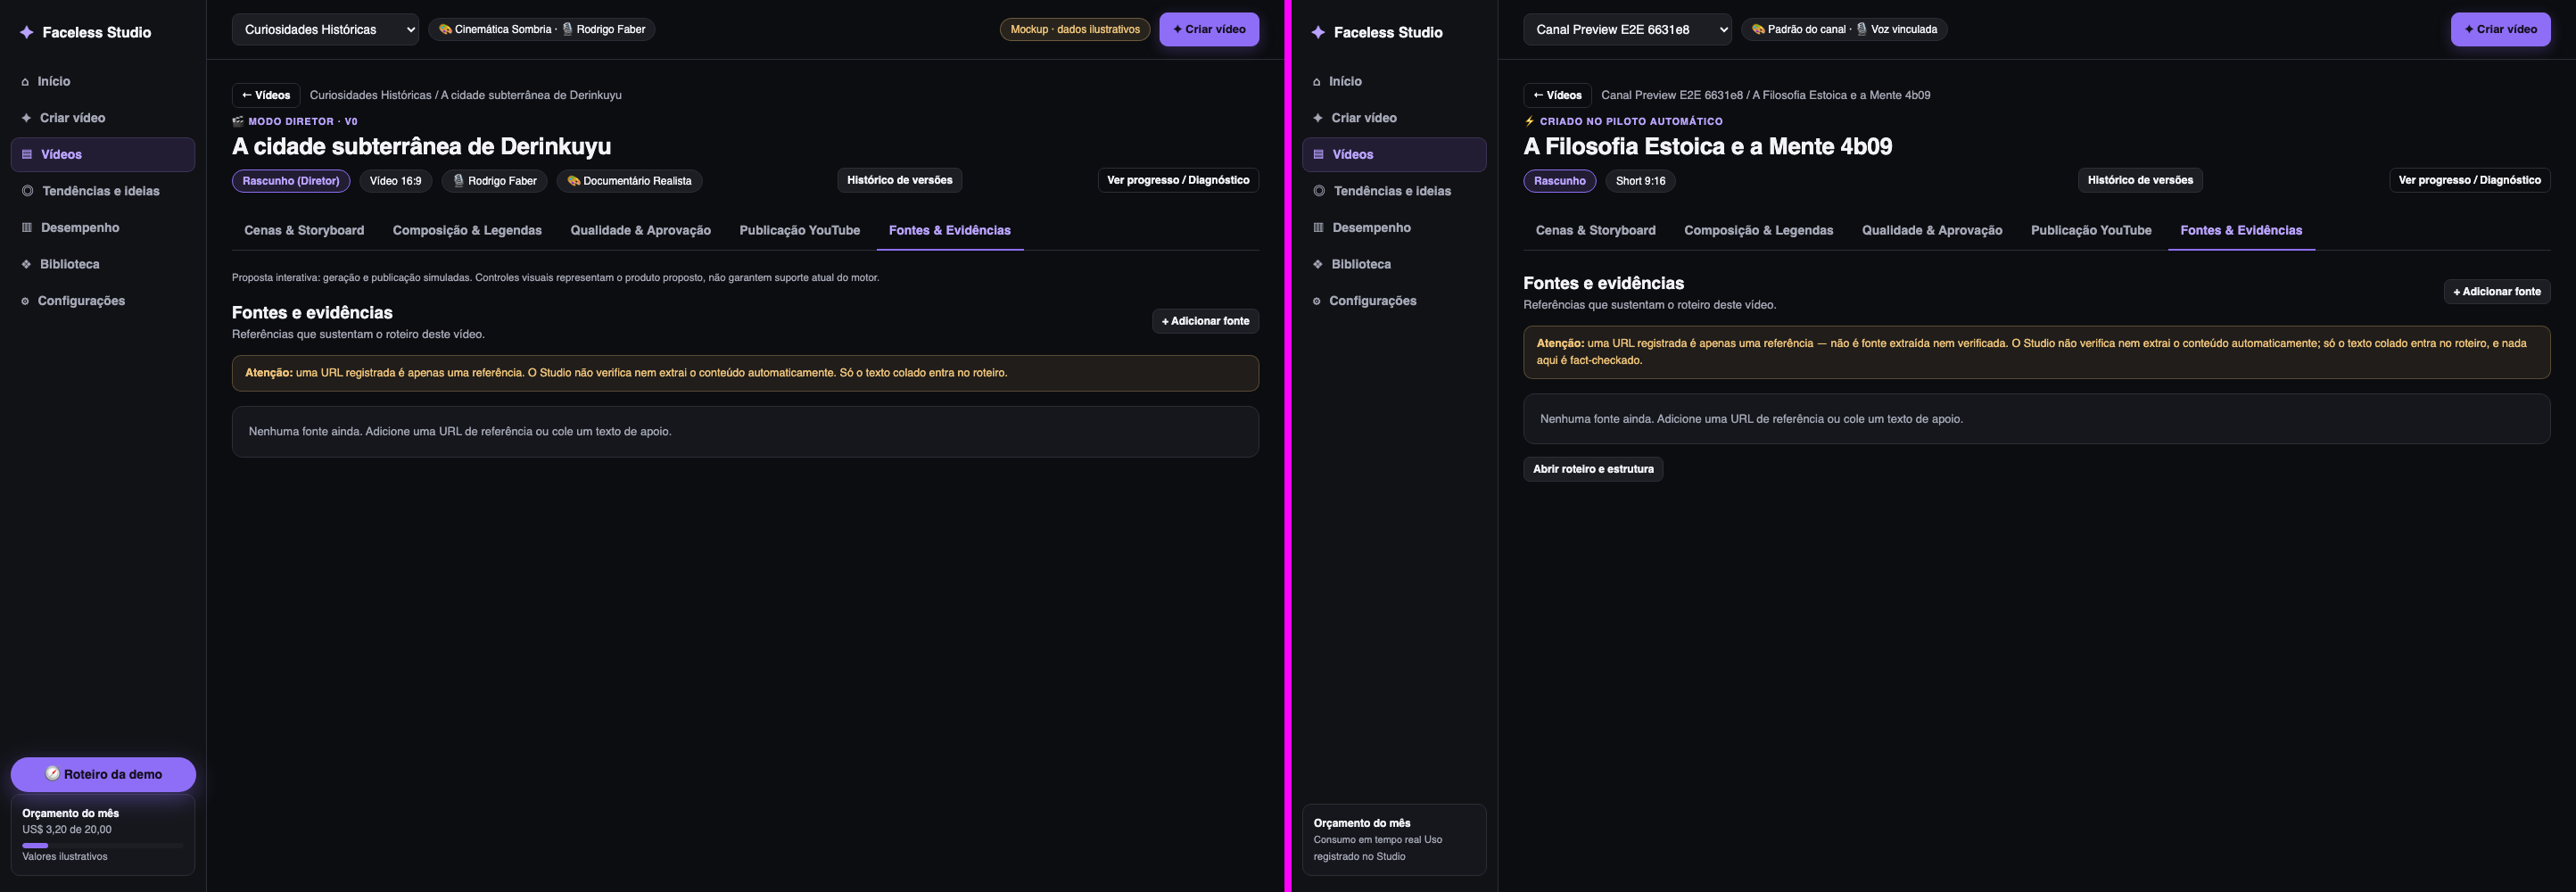 Faceless Studio
Início
Criar vídeo
Vídeos
Tendências e ideias
Desempenho
Biblioteca
Configurações
Roteiro da demo
Orçamento do mês
US$ 3,20 de 20,00
Valores ilustrativos
Curiosidades Históricas
Cinemática Sombria · Rodrigo Faber
Mockup · dados ilustrativos
Criar vídeo
← Vídeos
Curiosidades Históricas / A cidade subterrânea de Derinkuyu
MODO DIRETOR · V0
A cidade subterrânea de Derinkuyu
Rascunho (Diretor)
Vídeo 16:9
Rodrigo Faber
Documentário Realista
Histórico de versões
Ver progresso / Diagnóstico
Cenas & Storyboard
Composição & Legendas
Qualidade & Aprovação
Publicação YouTube
Fontes & Evidências
Proposta interativa: geração e publicação simuladas. Controles visuais representam o produto proposto, não garantem suporte atual do motor.
Fontes e evidências
Referências que sustentam o roteiro deste vídeo.
+ Adicionar fonte
Atenção: uma URL registrada é apenas uma referência. O Studio não verifica nem extrai o conteúdo automaticamente. Só o texto colado entra no roteiro.
Nenhuma fonte ainda. Adicione uma URL de referência ou cole um texto de apoio.
Faceless Studio
Início
Criar vídeo
Vídeos
Tendências e ideias
Desempenho
Biblioteca
Configurações
Orçamento do mês
Consumo em tempo real Uso
registrado no Studio
Canal Preview E2E 6631e8
Padrão do canal · Voz vinculada
Criar vídeo
← Vídeos
Canal Preview E2E 6631e8 / A Filosofia Estoica e a Mente 4b09
CRIADO NO PILOTO AUTOMÁTICO
A Filosofia Estoica e a Mente 4b09
Rascunho
Short 9:16
Histórico de versões
Ver progresso / Diagnóstico
Cenas & Storyboard
Composição & Legendas
Qualidade & Aprovação
Publicação YouTube
Fontes & Evidências
Fontes e evidências
Referências que sustentam o roteiro deste vídeo.
+ Adicionar fonte
Atenção: uma URL registrada é apenas uma referência — não é fonte extraída nem verificada. O Studio não verifica nem extrai o conteúdo automaticamente; só o texto colado entra no roteiro, e nada
aqui é fact-checkado.
Nenhuma fonte ainda. Adicione uma URL de referência ou cole um texto de apoio.
Abrir roteiro e estrutura